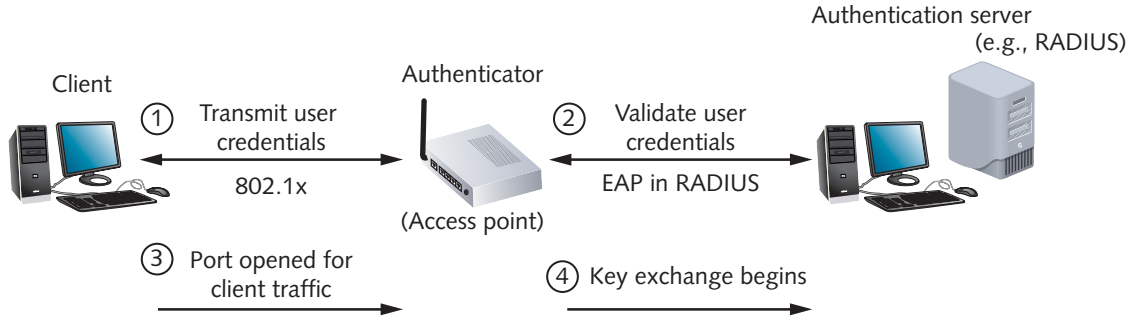 Authentication server
(e.g., RADIUS)
Client
Authenticator
1 Transmit user
credentials
802.1x
2 Validate user
credentials
EAP in RADIUS
(Access point)
3 Port opened for
client traffic
4 Key exchange begins